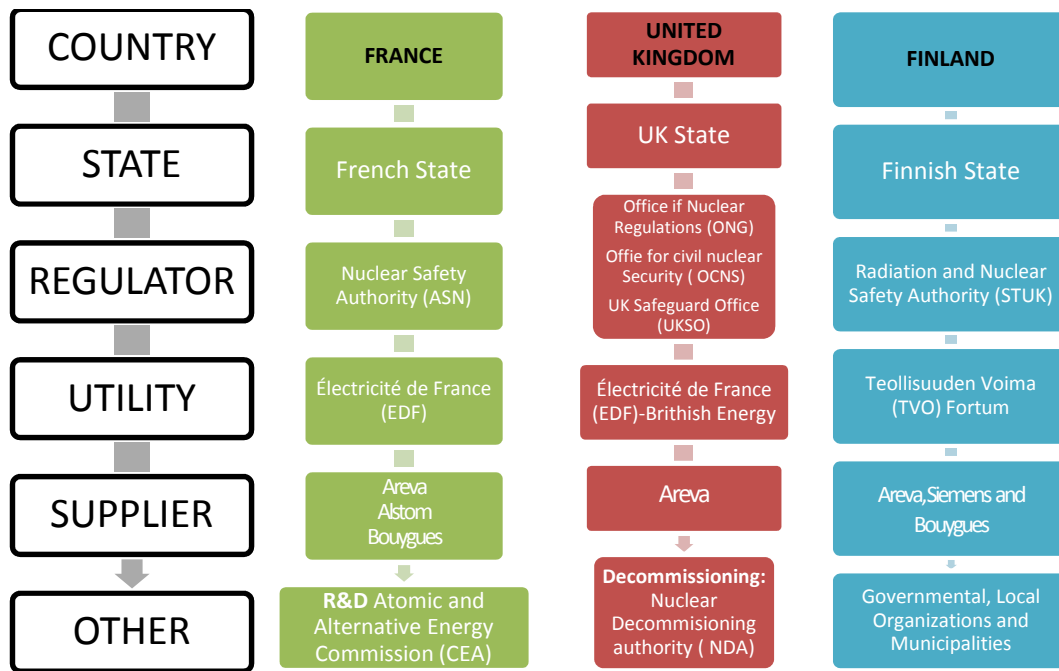 COUNTRY
STATE
REGULATOR
UTILITY
SUPPLIER
OTHER
FRANCE
French State
Nuclear Safety
Authority (ASN)
Électricité de France
(EDF)
Areva
Alstom
Bouygues
R&D Atomic and
Alternative Energy
Commission (CEA)
UNITED
KINGDOM
UK State
Office if Nuclear
Regulations (ONG)
Offie for civil nuclear
Security ( OCNS)
UK Safeguard Office
(UKSO)
Électricité de France
(EDF)-Brithish Energy
Areva
Decommissioning:
Nuclear
Decommisioning
authority ( NDA)
FINLAND
Finnish State
Radiation and Nuclear
Safety Authority (STUK)
Teollisuuden Voima
(TVO) Fortum
Areva,Siemens and
Bouygues
Governmental, Local
Organizations and
Municipalities